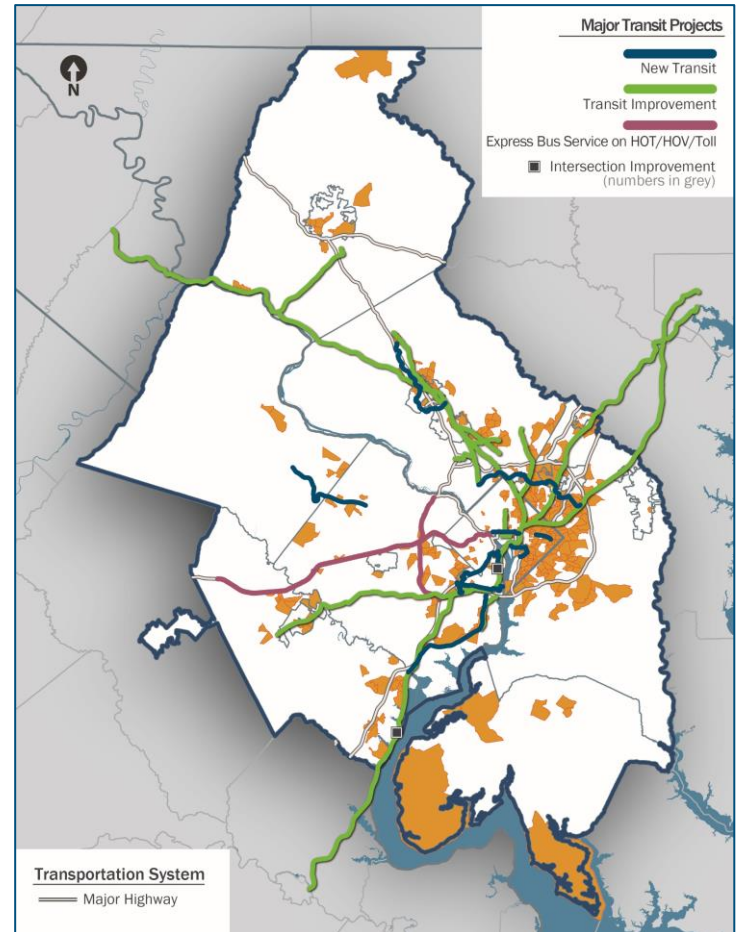 Major Transit Projects
New Transit
Transit Improvement
Express Bus Service on HOT/HOV/Toll
Intersection Improvement
(numbers in grey)
N
Transportation System
Major Highway